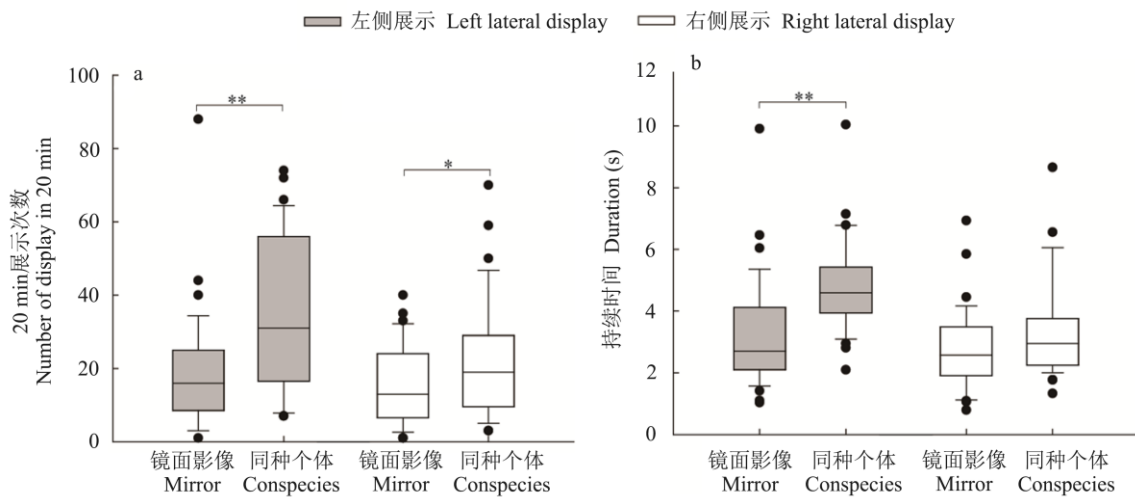 左侧展示 Left lateral display 右侧展示 Right lateral display
a
20 min展示次数
Number of display in 20 min
100
80
60
40
20
0
**
*
镜面影像 同种个体 镜面影像 同种个体
Mirror Conspecies Mirror Conspecies
b
持续时间 Duration (s)
12
10
8
6
4
2
0
**
镜面影像 同种个体 镜面影像 同种个体
Mirror Conspecies Mirror Conspecies